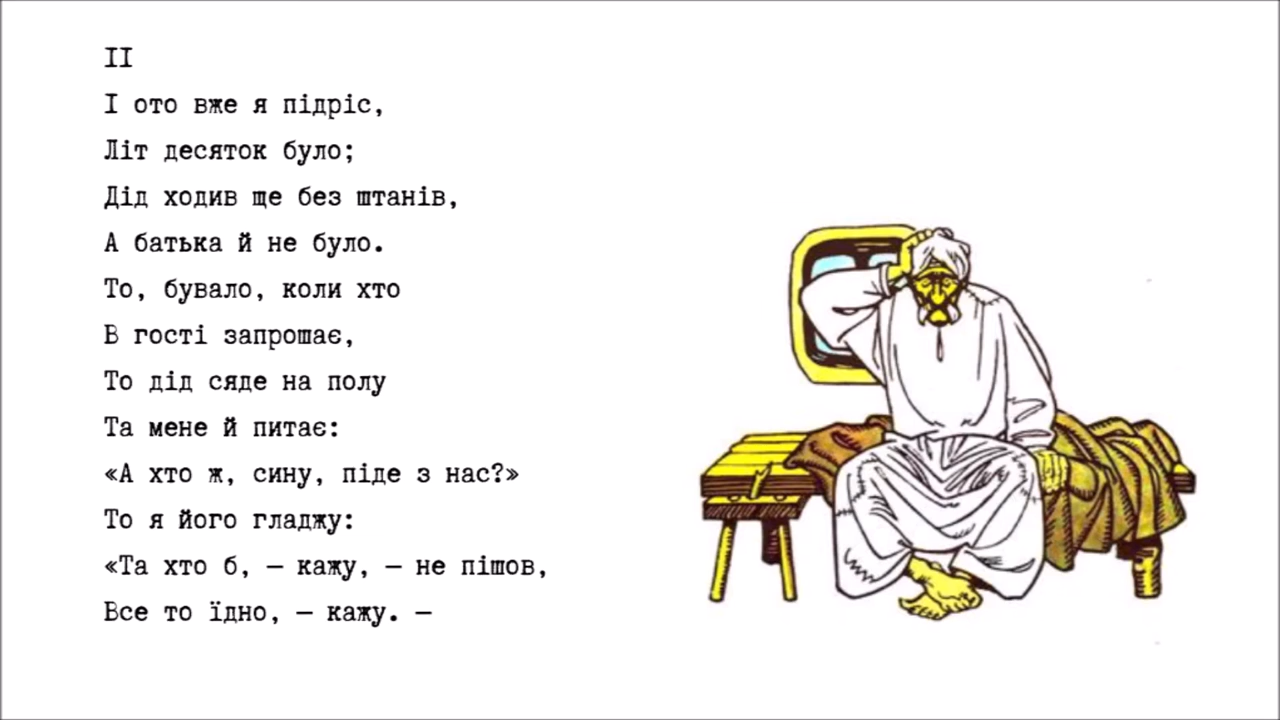 II
І ото вже я підріс,
Літ десяток було;
Дід ходив ще без штанів,
А батька й не було.
То, бувало, коли хто
В гості запрошає,
То дід сяде на полу
Та мене й питає:
«А хто ж, сину, піде з нас?»
То я його гладжу:
«Та хто б, — кажу, — не пішов,
Все то їдно, — кажу. —